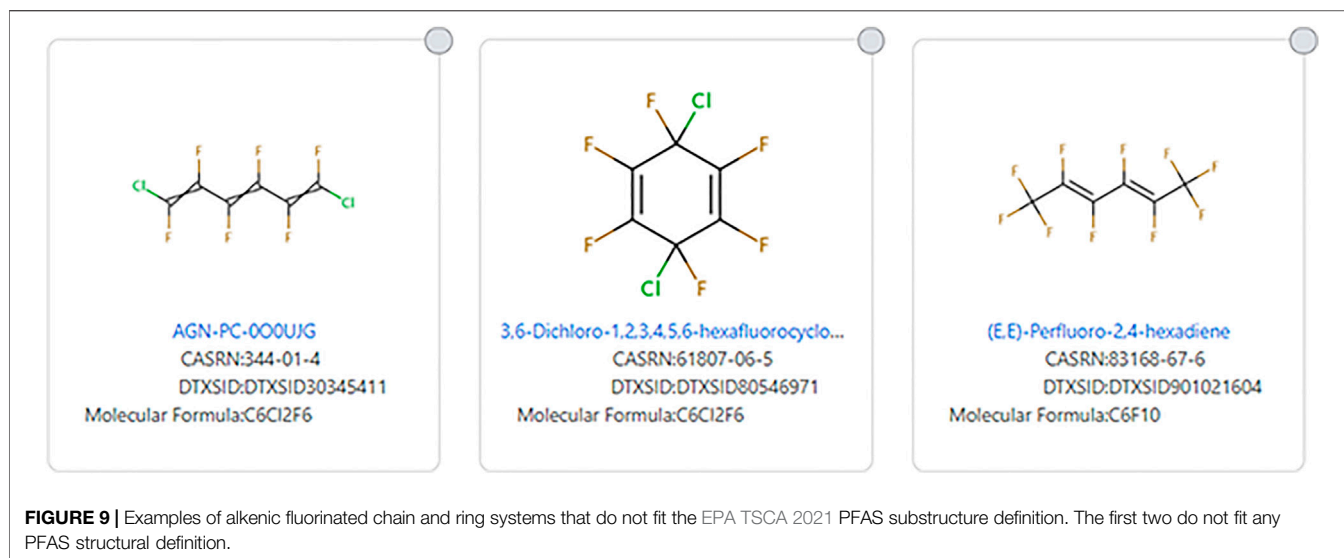 F
F
F
Cl
Cl
F
F
F
F
Cl
F
F
F
F
Cl
F
F
F
F
F
F
F
F
F
F
F
AGN-PC-0O0UJG
CASRN:344-01-4
DTXSID:DTXSID30345411
Molecular Formula:C6Cl2F6
3,6-Dichloro-1,2,3,4,5,6-hexafluorocyclo...
CASRN:61807-06-5
DTXSID:DTXSID80546971
Molecular Formula:C6Cl2F6
(E,E)-Perfluoro-2,4-hexadiene
CASRN:83168-67-6
DTXSID:DTXSID901021604
Molecular Formula:C6F10
FIGURE 9 | Examples of alkenic fluorinated chain and ring systems that do not fit the EPA TSCA 2021 PFAS substructure definition. The first two do not fit any
PFAS structural definition.